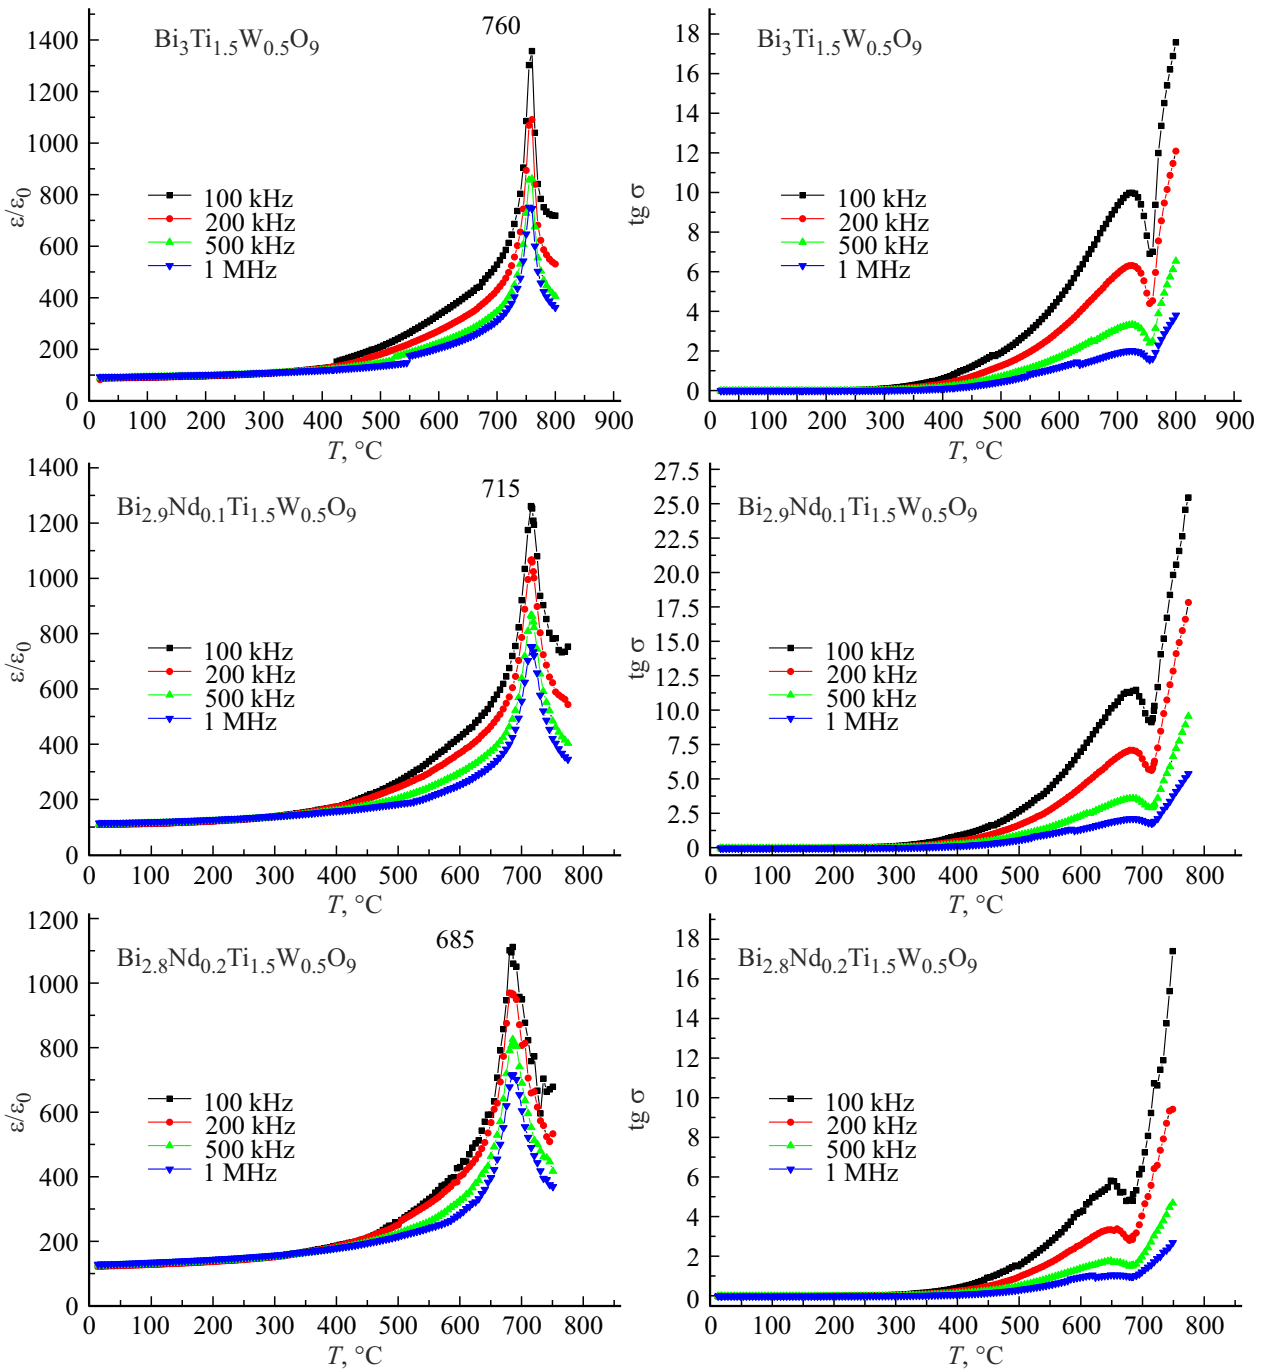 760
Bi3Ti1.5W0.5O9
ε/ε0
1400
1200
1000
800
600
400
200
0
100 kHz
200 kHz
500 kHz
1 MHz
0 100 200 300 400 500 600 700 800 900
T, °C
Bi3Ti1.5W0.5O9
tg σ
18
16
14
12
10
8
6
4
2
0
100 kHz
200 kHz
500 kHz
1 MHz
0 100 200 300 400 500 600 700 800 900
T, °C
715
Bi2.9Nd0.1Ti1.5W0.5O9
ε/ε0
1400
1200
1000
800
600
400
200
0
100 kHz
200 kHz
500 kHz
1 MHz
0 100 200 300 400 500 600 700 800
T, °C
Bi2.9Nd0.1Ti1.5W0.5O9
tg σ
27.5
25.0
22.5
20.0
17.5
15.0
12.5
10.0
7.5
5.0
2.5
0
100 kHz
200 kHz
500 kHz
1 MHz
0 100 200 300 400 500 600 700 800
T, °C
685
Bi2.8Nd0.2Ti1.5W0.5O9
ε/ε0
1200
1000
800
600
400
200
0
100 kHz
200 kHz
500 kHz
1 MHz
0 100 200 300 400 500 600 700 800
T, °C
Bi2.8Nd0.2Ti1.5W0.5O9
tg σ
18
16
14
12
10
8
6
4
2
0
100 kHz
200 kHz
500 kHz
1 MHz
0 100 200 300 400 500 600 700 800
T, °C